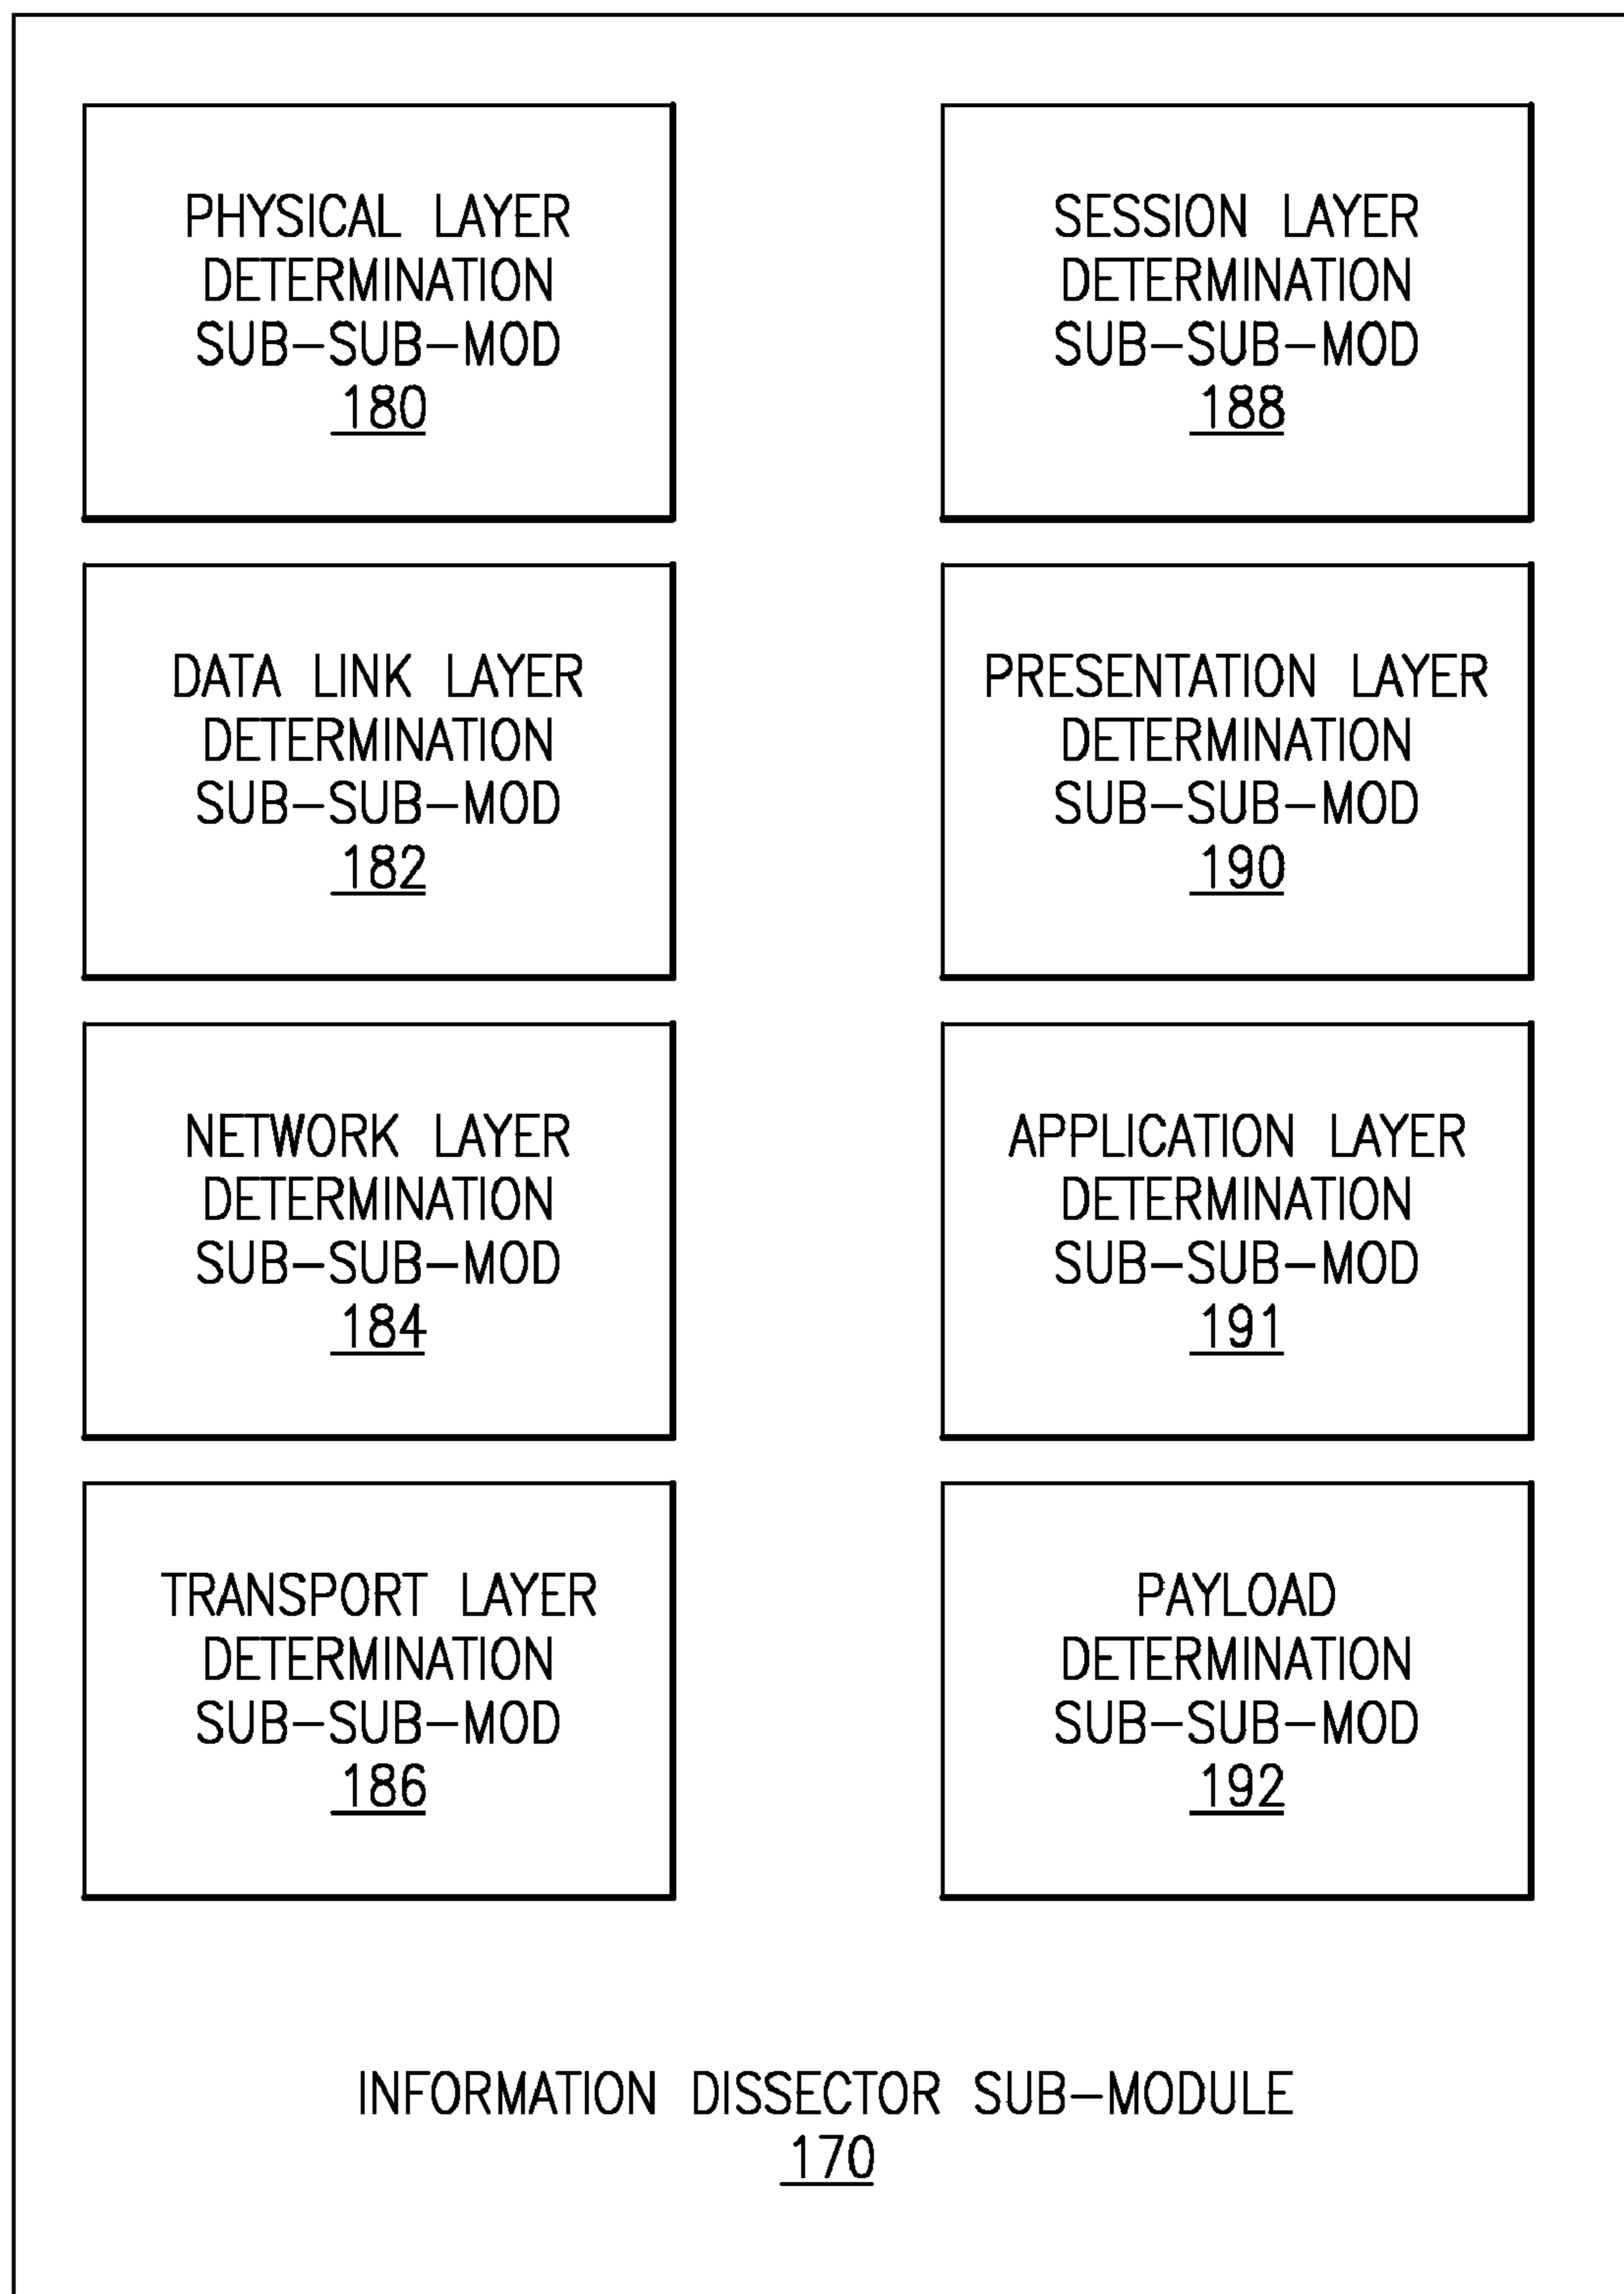 PHYSICAL LAYER
DETERMINATION
SUB-SUB-MOD
180
DATA LINK LAYER
DETERMINATION
SUB-SUB-MOD
182
NETWORK LAYER
DETERMINATION
SUB-SUB-MOD
184
TRANSPORT LAYER
DETERMINATION
SUB-SUB-MOD
186
SESSION LAYER
DETERMINATION
SUB-SUB-MOD
188
PRESENTATION LAYER
DETERMINATION
SUB-SUB-MOD
190
APPLICATION LAYER
DETERMINATION
SUB-SUB-MOD
191
PAYLOAD
DETERMINATION
SUB-SUB-MOD
192
INFORMATION DISSECTOR SUB-MODULE
170